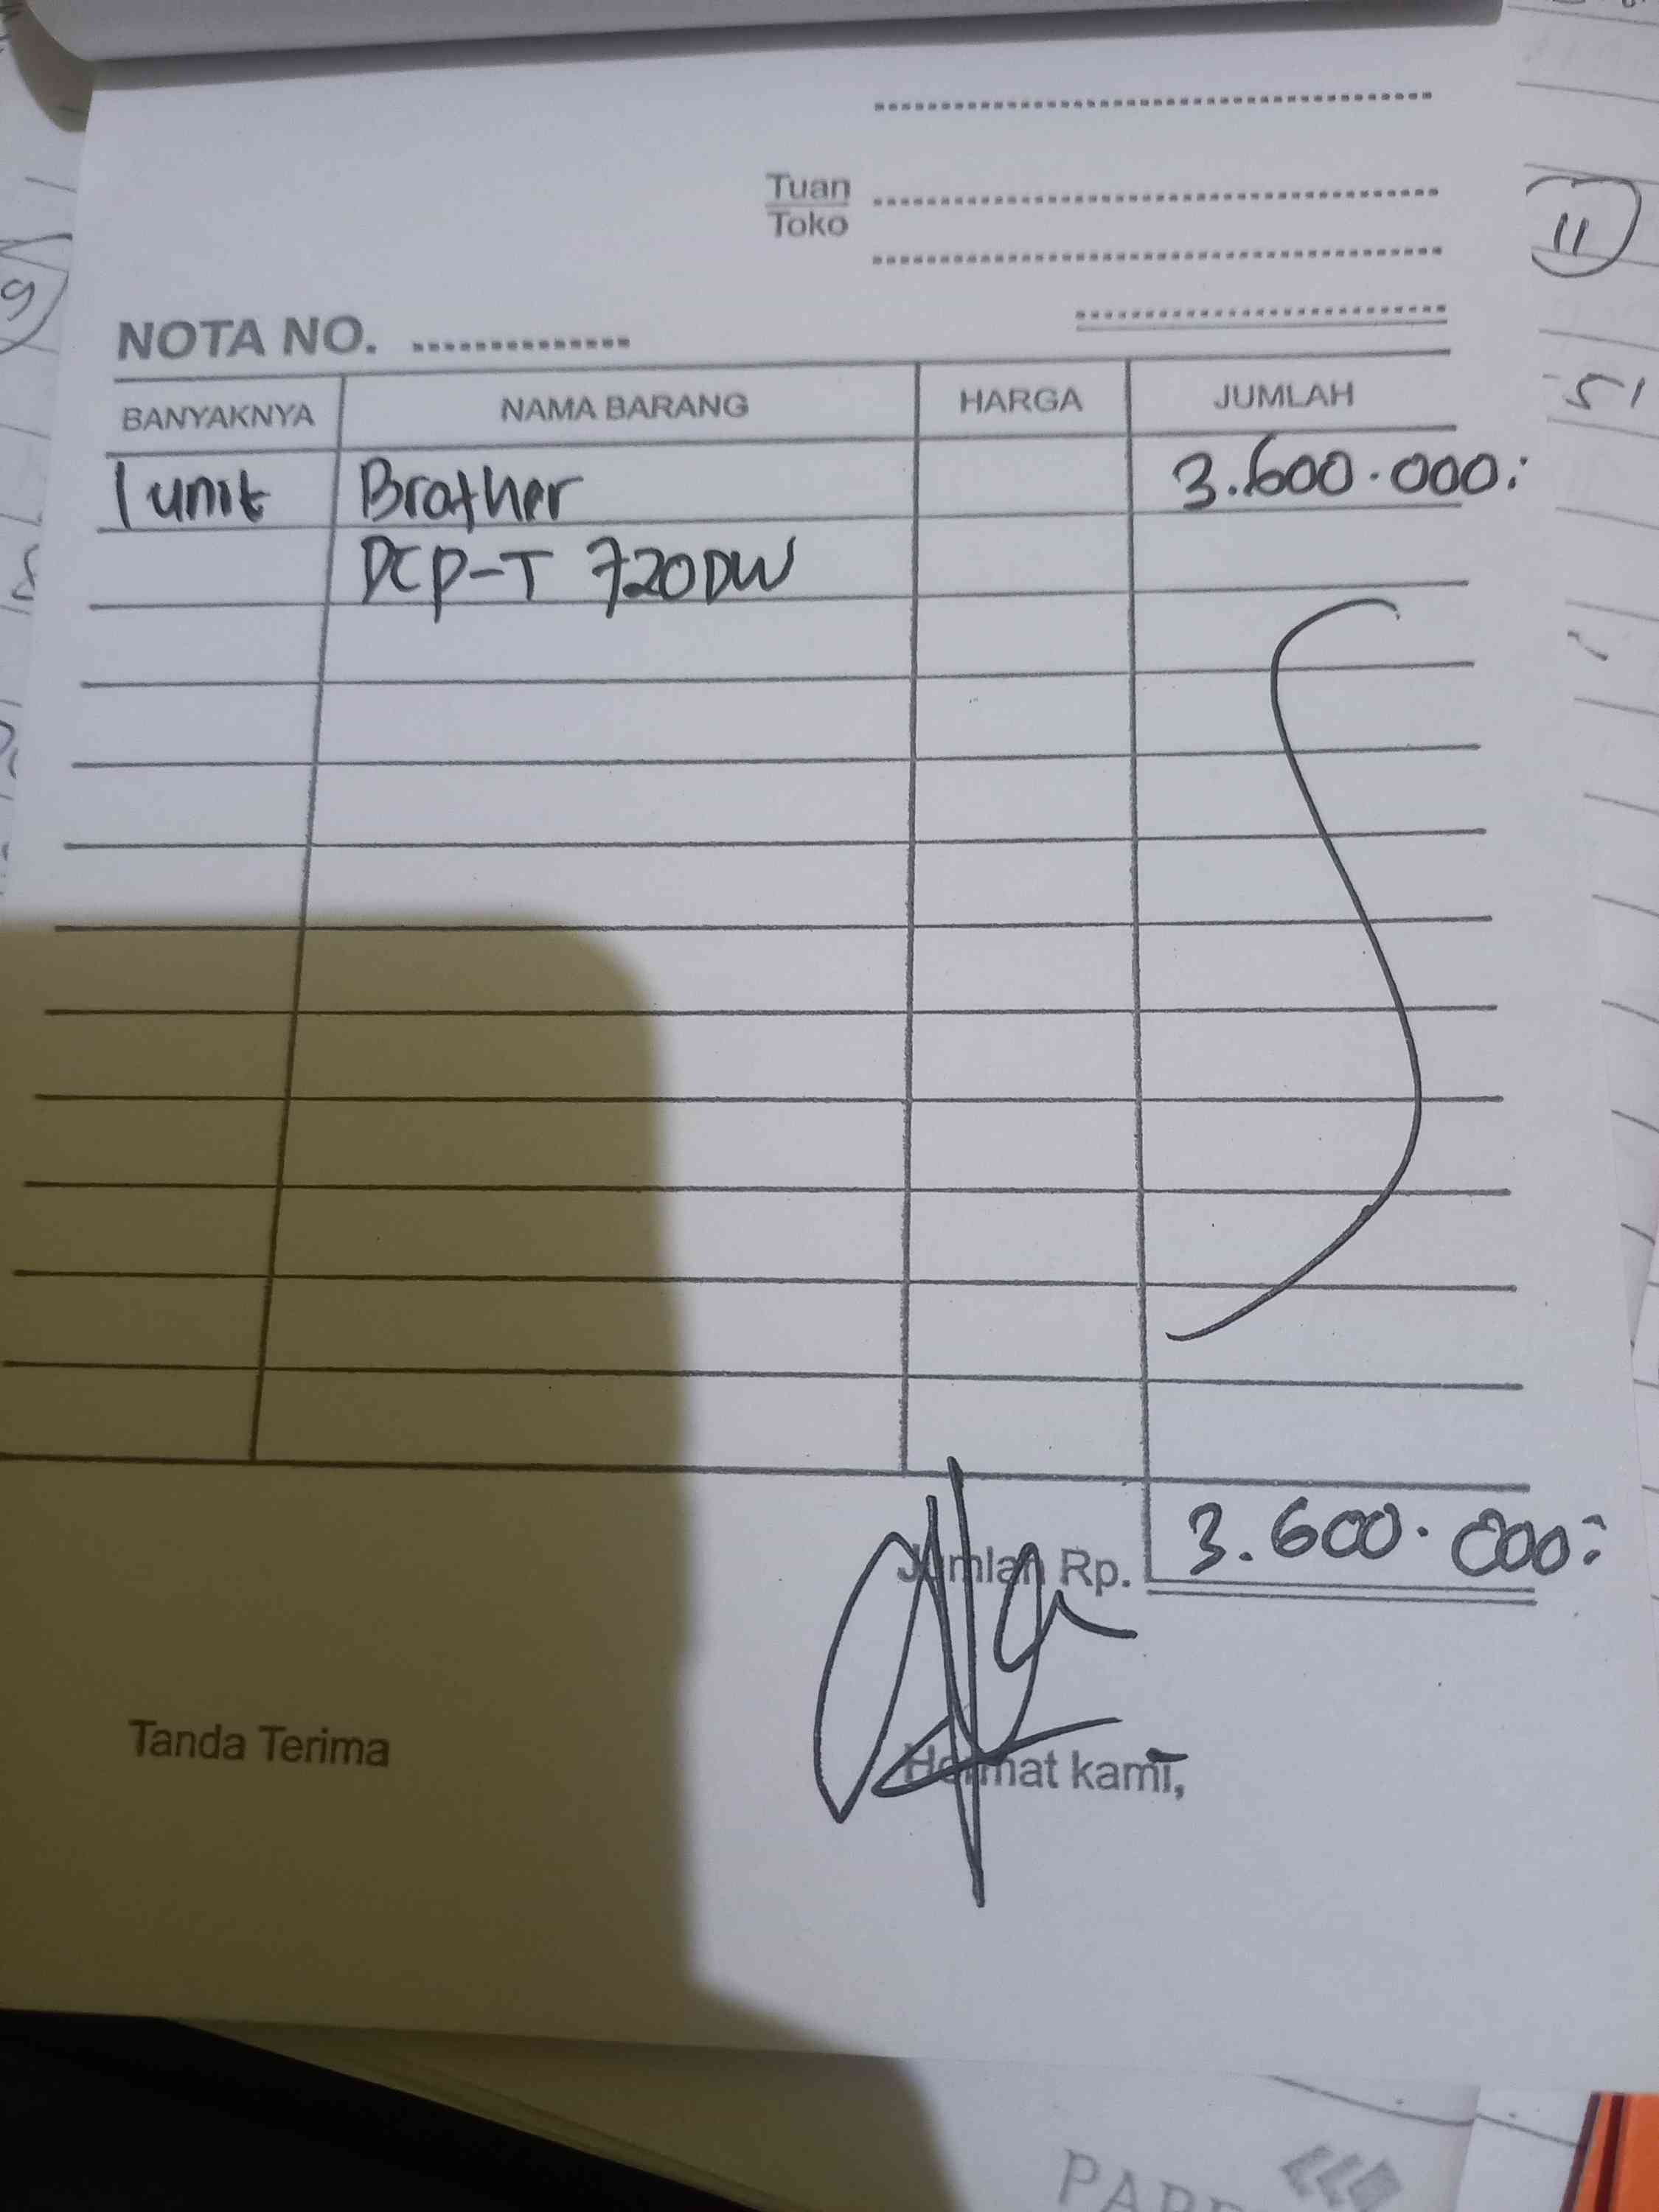 Tuan
Toko
11
NOTA NO. ..............
BANYAKNYA NAMA BARANG HARGA JUMLAH
1 unit Brother 3.600.000:
DCP-T 720DW
Jumlah Rp. 3.600.000:
Tanda Terima Hormat kami,